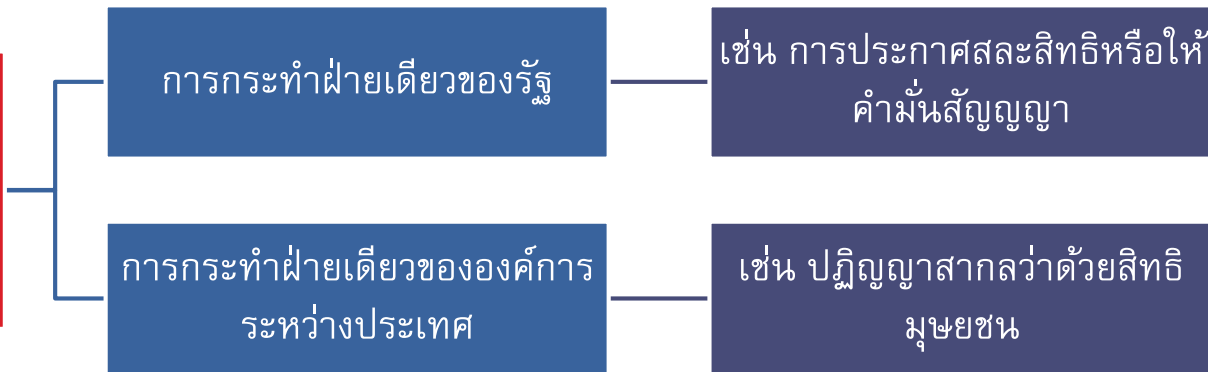 การกระทำฝ่ายเดียวของรัฐ
เช่น การประกาศสละสิทธิหรือให้
คำมั่นสัญญญา
การกระทำฝ่ายเดียวขององค์การ
ระหว่างประเทศ
เช่น ปฏิญญาสากลว่าด้วยสิทธิ
มุษยชน